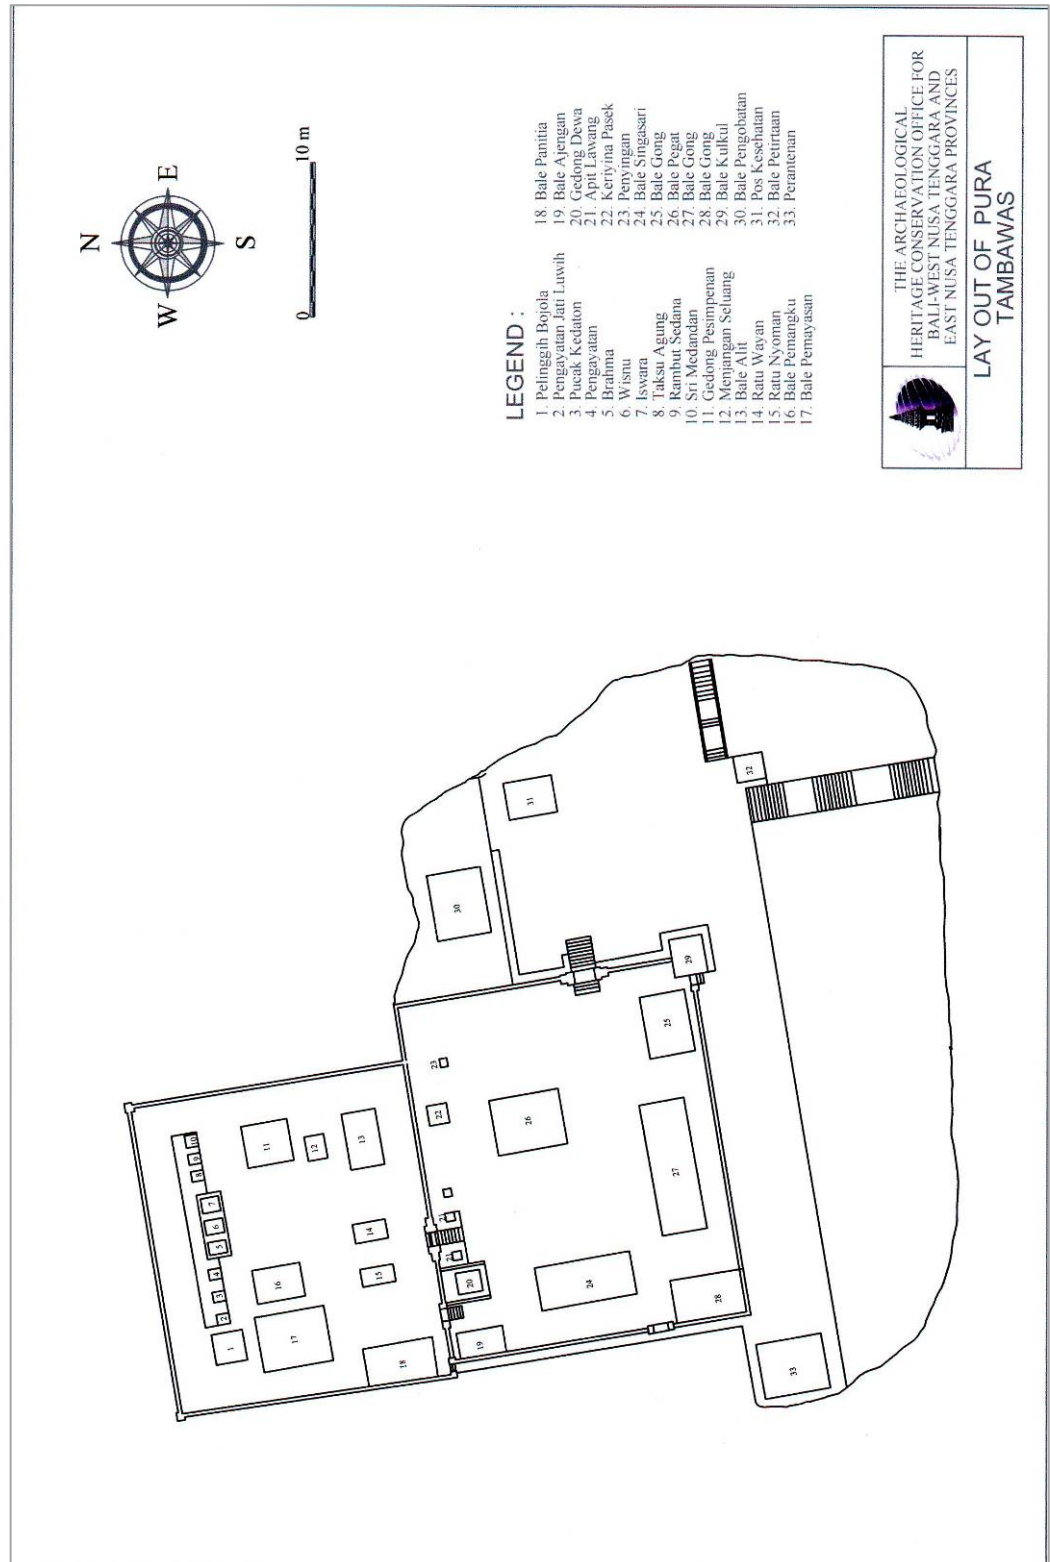 N
W E
S
0 10 m
LEGEND :
1. Pelinggih Bojola
2. Pengayatan Jati Luwih
3. Pucak Kedaton
4. Pengayatan
5. Brahma
6. Wisnu
7. Iswara
8. Taksu Agung
9. Rambut Sedana
10. Sri Medandan
11. Gedong Pesimpenan
12. Menjangan Seluang
13. Bale Alit
14. Ratu Wayan
15. Ratu Nyoman
16. Bale Pemangku
17. Bale Pemayasan
18. Bale Panitia
19. Bale Ajengan
20. Gedong Dewa
21. Apit Lawang
22. Keriyina Pasek
23. Penyingan
24. Bale Singasari
25. Bale Gong
26. Bale Pegat
27. Bale Gong
28. Bale Gong
29. Bale Kulkul
30. Bale Pengobatan
31. Pos Kesehatan
32. Bale Petirtaan
33. Perantenan
THE ARCHAEOLOGICAL
HERITAGE CONSERVATION OFFICE FOR
BALI-WEST NUSA TENGGARA AND
EAST NUSA TENGGARA PROVINCES
LAY OUT OF PURA
TAMBAWAS
1
2
3
4
5
6
7
8
9
10
11
12
13
14
15
16
17
18
19
20
21
21
22
23
24
25
26
27
28
29
30
31
32
33